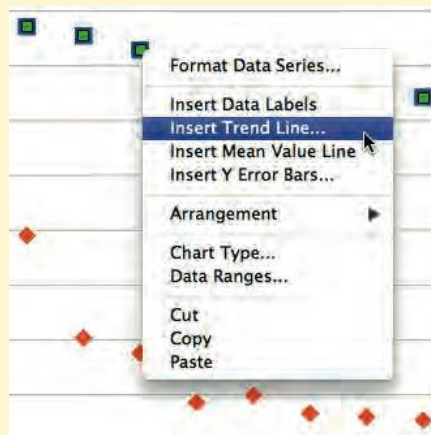 Format Data Series...
Insert Data Labels
Insert Trend Line...
Insert Mean Value Line
Insert Y Error Bars...
Arrangement
Chart Type...
Data Ranges...
Cut
Copy
Paste